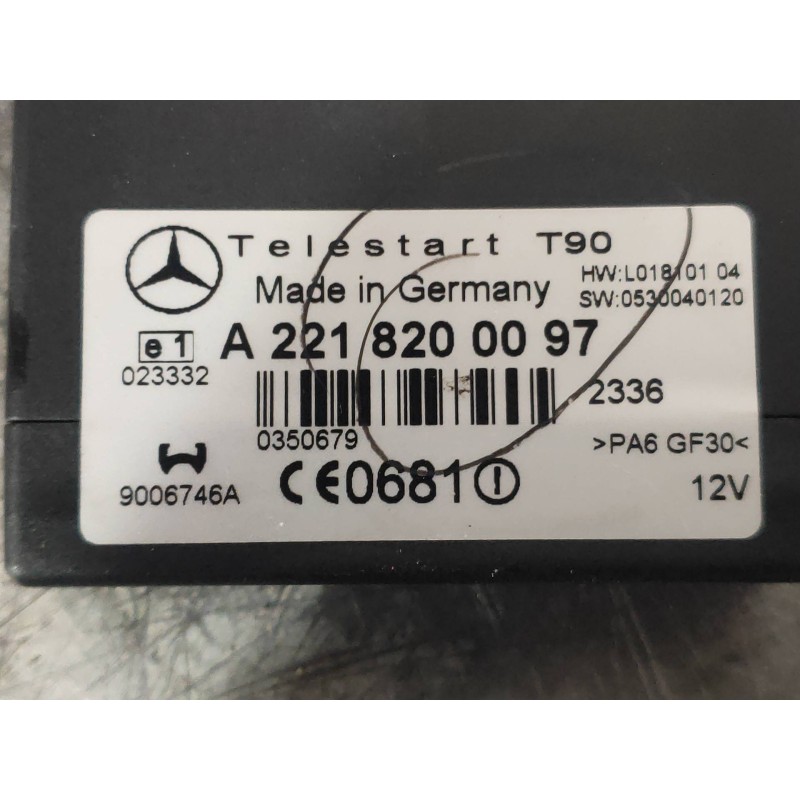 Telestart T90
HW:L018101 04
Made in Germany
SW:0530040120
e1
A 221 820 00 97
023332
2336
0350679
>PA6 GF30<
9006746A
CE0681
12V